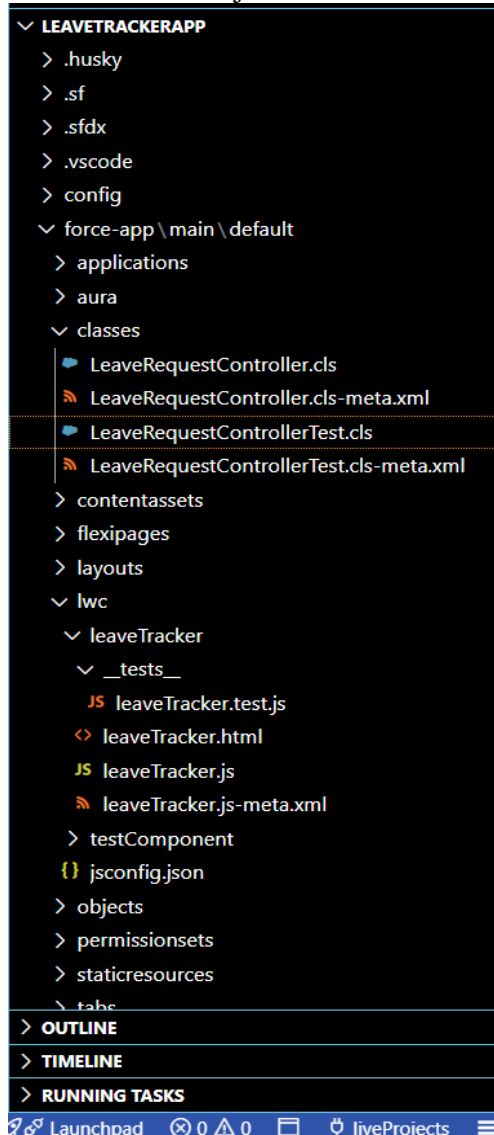 LEAVETRACKERAPP
.husky
.sf
.sfdx
.vscode
config
force-app\main\default
applications
aura
classes
LeaveRequestController.cls
LeaveRequestController.cls-meta.xml
LeaveRequestControllerTest.cls
LeaveRequestControllerTest.cls-meta.xml
contentassets
flexipages
layouts
lwc
leaveTracker
__tests__
JS leaveTracker.test.js
<> leaveTracker.html
JS leaveTracker.js
leaveTracker.js-meta.xml
testComponent
{} jsconfig.json
objects
permissionsets
staticresources
tabs
OUTLINE
TIMELINE
RUNNING TASKS
Launchpad 0 0 liveProjects